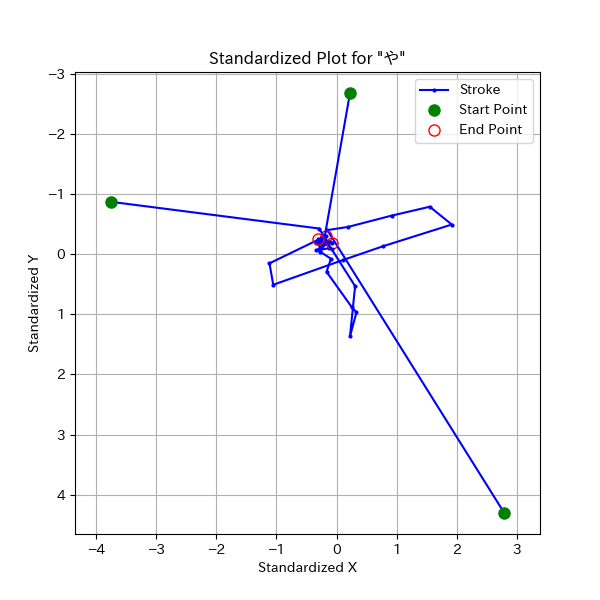 Standardized Plot for "や"
Stroke
Start Point
End Point
−3
−2
−1
0
1
2
3
4
Standardized Y
−4 −3 −2 −1 0 1 2 3
Standardized X